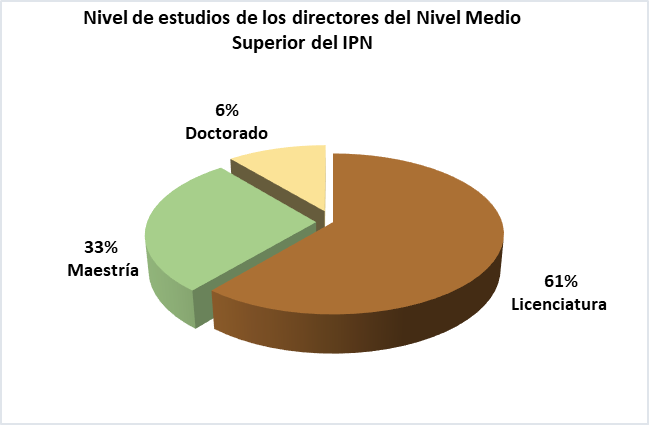 Nivel de estudios de los directores del Nivel Medio
Superior del IPN
6%
Doctorado
33%
Maestría
61%
Licenciatura